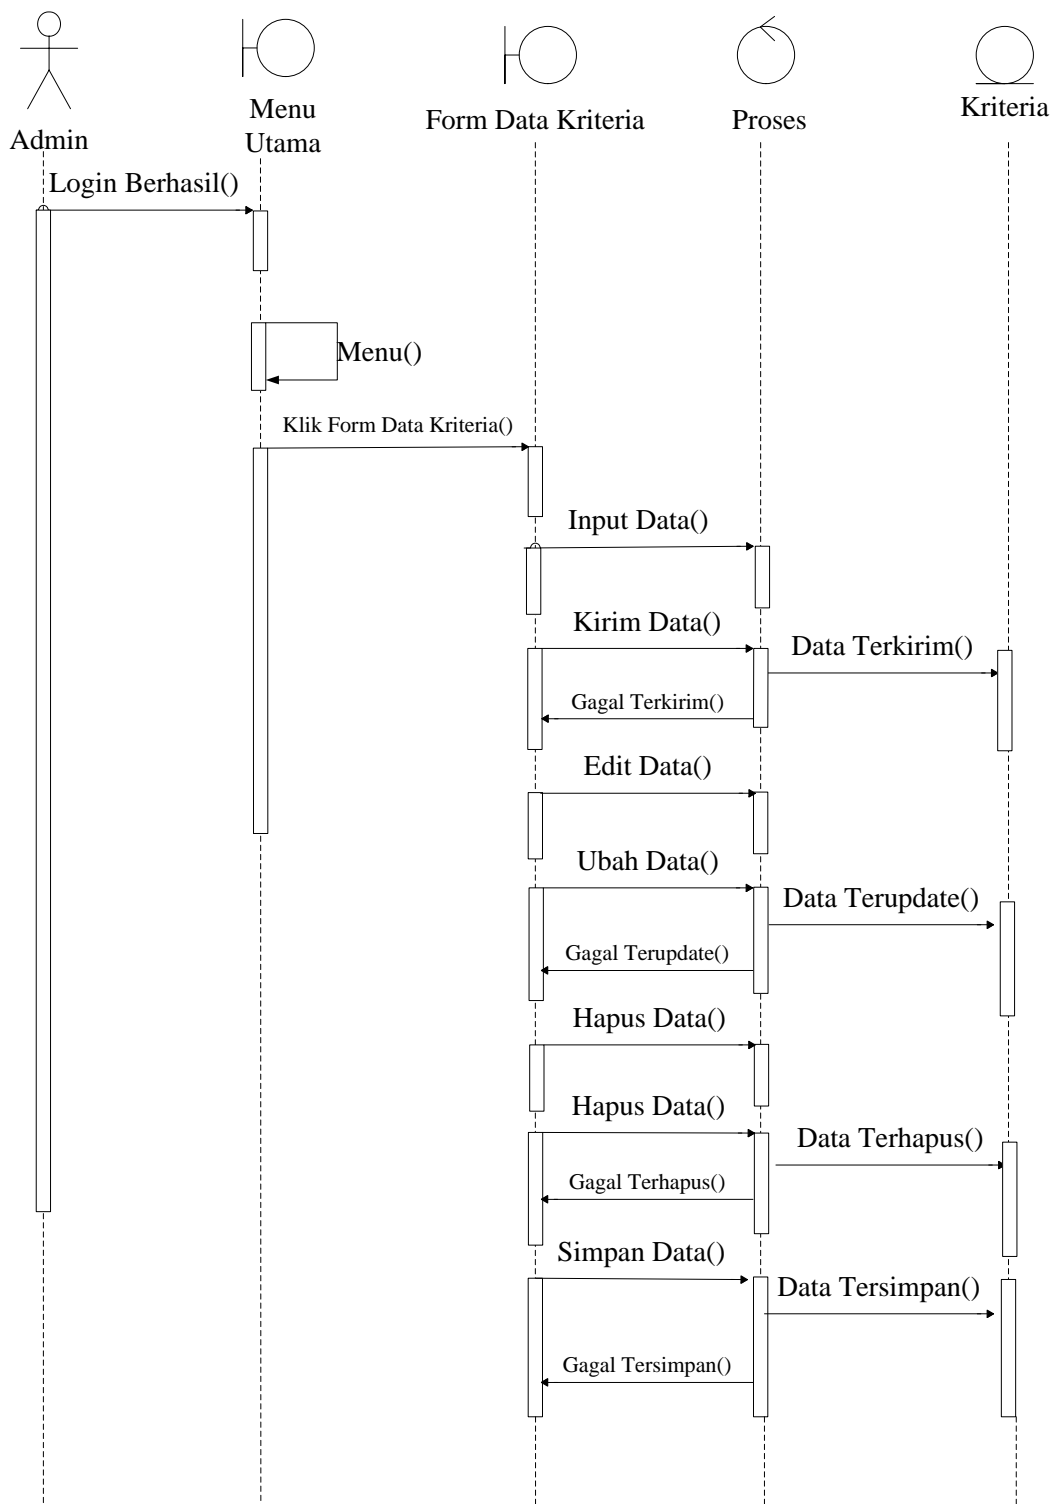 Admin
Menu
Utama
Form Data Kriteria
Proses
Kriteria
Login Berhasil()
Menu()
Klik Form Data Kriteria()
Input Data()
Kirim Data()
Data Terkirim()
Gagal Terkirim()
Edit Data()
Ubah Data()
Data Terupdate()
Gagal Terupdate()
Hapus Data()
Hapus Data()
Data Terhapus()
Gagal Terhapus()
Simpan Data()
Data Tersimpan()
Gagal Tersimpan()